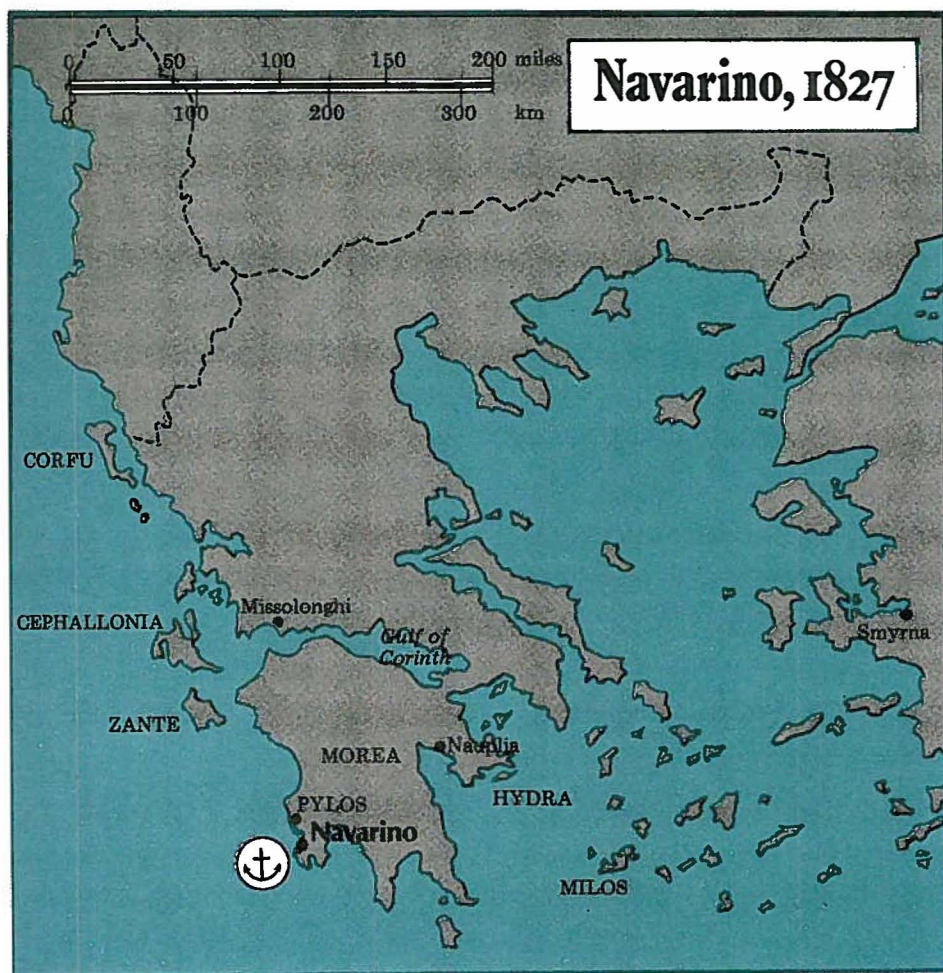 0 50 100 150 200 miles
0 100 200 300 km
Navarino, 1827
CORFU
CEPHALLONIA
Missolonghi
Gulf of
Corinth
Smyrna
ZANTE
MOREA
Nauplia
HYDRA
PYLOS
Navarino
MILOS